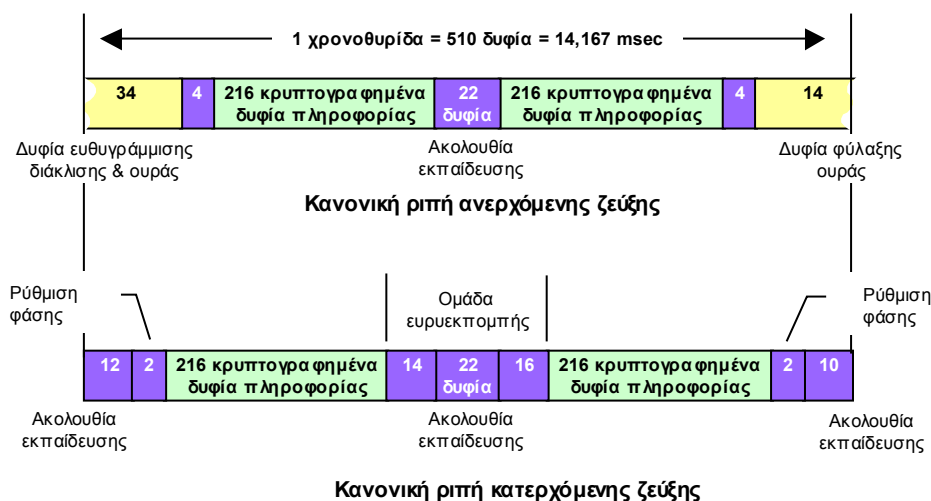 1 χρονοθυρίδα = 510 δυφία = 14,167 msec
34 4 216 κρυπτογραφημένα 22 216 κρυπτογραφημένα 4 14
δυφία πληροφορίας δυφία δυφία πληροφορίας
Δυφία ευθυγράμμισης Ακολουθία Δυφία φύλαξης
διάκλισης & ουράς εκπαίδευσης ουράς
Κανονική ριπή ανερχόμενης ζεύξης
Ρύθμιση Ομάδα Ρύθμιση
φάσης ευρυεκπομπής φάσης
12 2 216 κρυπτογραφημένα 14 22 16 216 κρυπτογραφημένα 2 10
δυφία πληροφορίας δυφία δυφία πληροφορίας
Ακολουθία Ακολουθία Ακολουθία
εκπαίδευσης εκπαίδευσης εκπαίδευσης
Κανονική ριπή κατερχόμενης ζεύξης